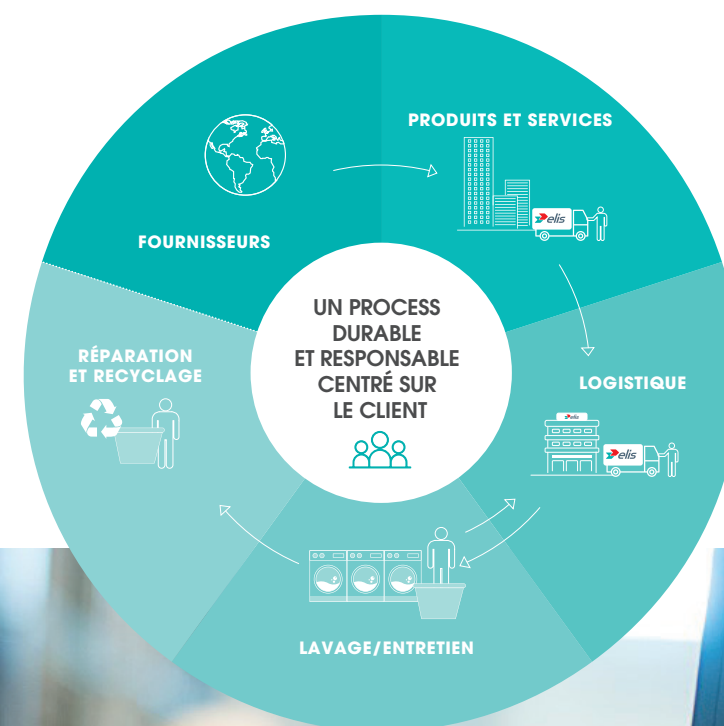 PRODUITS ET SERVICES
elis
FOURNISSEURS
UN PROCESS
DURABLE
ET RESPONSABLE
CENTRÉ SUR
LE CLIENT
RÉPARATION
ET RECYCLAGE
LOGISTIQUE
elis
elis
LAVAGE/ENTRETIEN